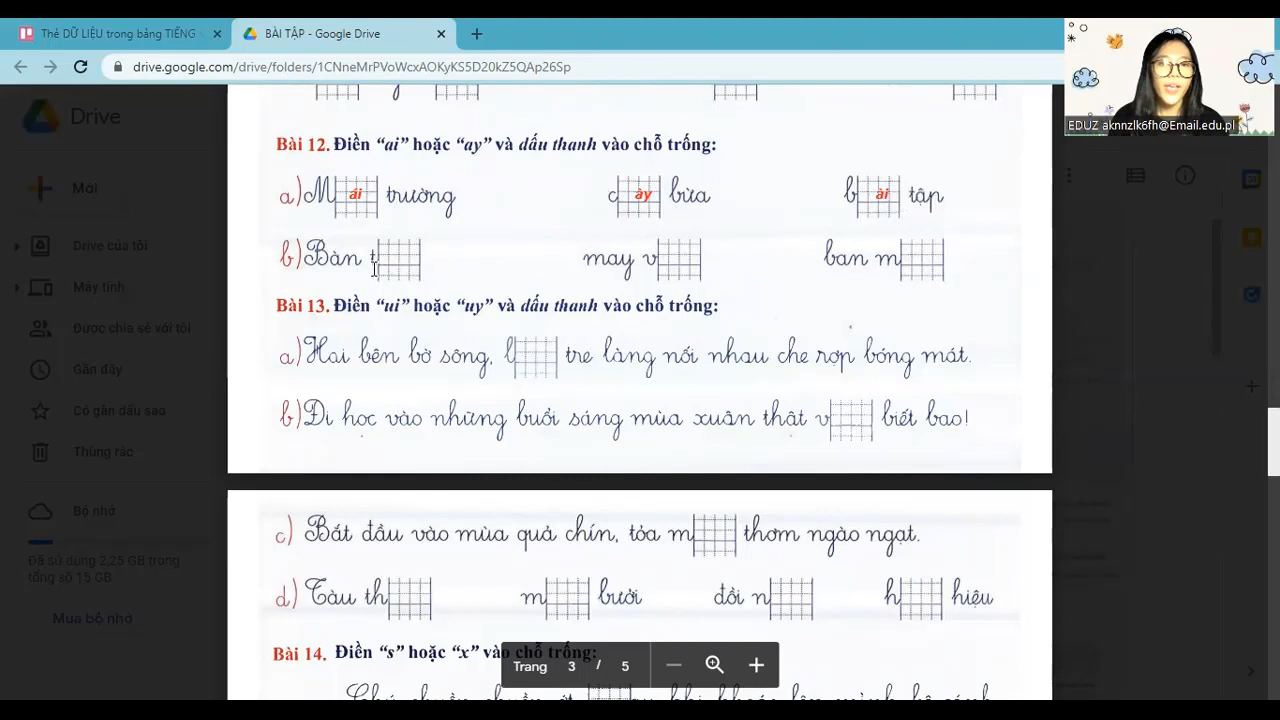 Thẻ DỮ LIỆU trong bảng TIẾNG
BÀI TẬP - Google Drive
drive.google.com/drive/folders/1CNneMrPVoWcxAOKyKSSD20kZ5QAp26Sp
EDUZ aknnzlk6fh@Email.edu.pl
Drive
Mới
Drive của tôi
Máy tính
Được chia sẻ với tôi
Gần đây
Có gắn dấu sao
Thùng rác
Bộ nhớ
Đã sử dụng 2,25 GB trong
tổng số 15 GB
Mua bộ nhớ
Bài 12. Điền “ai” hoặc “ay” và dấu thanh vào chỗ trống:
a) Mái trường cày bừa bài tập
b) Bàn t may v ban m
Bài 13. Điền “ui” hoặc “uy” và dấu thanh vào chỗ trống:
a) Hai bên bờ sông, l tre làng nối nhau che rợp bóng mát.
b) Đi học vào những buổi sáng mùa xuân thật v biết bao!
c) Bắt đầu vào mùa quả chín, tỏa m thơm ngào ngạt.
d) Tàu th m bưởi đồi n h hiệu
Bài 14. Điền “s” hoặc “x” vào chỗ trống:
Trang 3 / 5